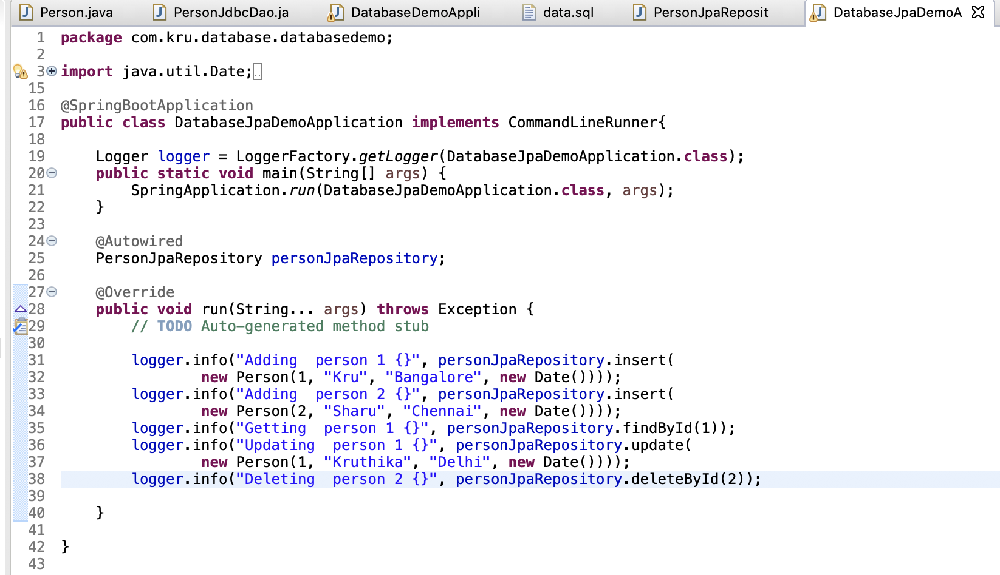 Person.java PersonJdbcDao.ja DatabaseDemoAppli data.sql PersonJpaReposit DatabaseJpaDemoA
1 package com.kru.database.databasedemo;
2
3 import java.util.Date;
15
16 @SpringBootApplication
17 public class DatabaseJpaDemoApplication implements CommandLineRunner{
18
19 Logger logger = LoggerFactory.getLogger(DatabaseJpaDemoApplication.class);
20 public static void main(String[] args) {
21 SpringApplication.run(DatabaseJpaDemoApplication.class, args);
22 }
23
24 @Autowired
25 PersonJpaRepository personJpaRepository;
26
27 @Override
28 public void run(String... args) throws Exception {
29 // TODO Auto-generated method stub
30
31 logger.info("Adding  person 1 {}", personJpaRepository.insert(
32 new Person(1, "Kru", "Bangalore", new Date())));
33 logger.info("Adding  person 2 {}", personJpaRepository.insert(
34 new Person(2, "Sharu", "Chennai", new Date())));
35 logger.info("Getting  person 1 {}", personJpaRepository.findById(1));
36 logger.info("Updating  person 1 {}", personJpaRepository.update(
37 new Person(1, "Kruthika", "Delhi", new Date())));
38 logger.info("Deleting  person 2 {}", personJpaRepository.deleteById(2));
39
40 }
41
42 }
43